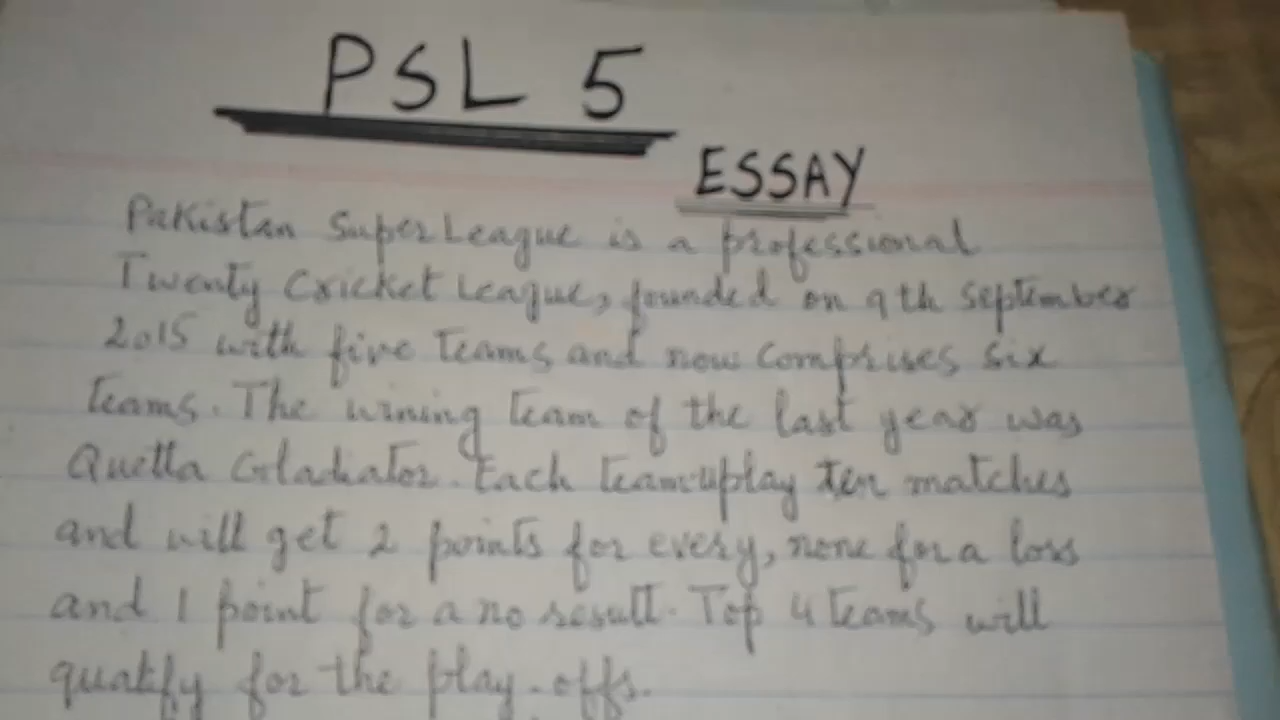 PSL 5
ESSAY
Pakistan Super League is a professional
Twenty Cricket League, founded on 9th September
2015 with five teams and now comprises six
teams. The wining team of the last year was
Quetta Gladiator. Each team play ten matches
and will get 2 points for every, none for a loss
and 1 point for a no result. Top 4 teams will
qualify for the play-offs.